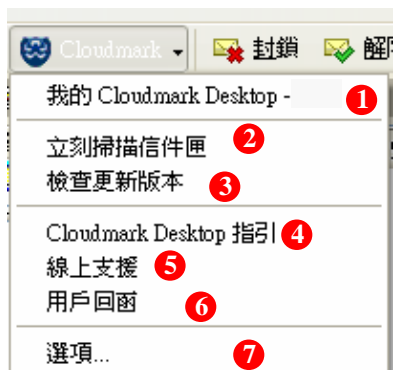 Cloudmark 封鎖
我的 Cloudmark Desktop - 1
立刻掃描信件匣 2
檢查更新版本 3
Cloudmark Desktop 指引 4
線上支援 5
用戶回函 6
選項... 7